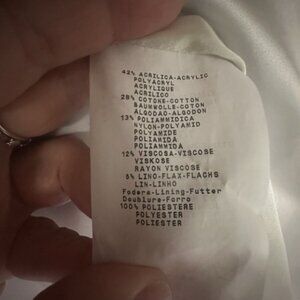 42% ACRILICA-ACRYLIC
POLYACRYL
ACRYLIQUE
ACRILICO
28% COTONE-COTTON
BAUMWOLLE-COTON
ALGODAO-ALGODON
13% POLIAMMIDICA
NYLON-POLYAMID
POLYAMIDE
POLIAMIDA
POLIAMMIDA
12% VISCOSA-VISCOSE
VISKOSE
RAYON VISCOSE
5% LINO-FLAX-FLACHS
LIN-LINHO
Fodera-Lining-Futter
Doublure-Forro
100% POLIESTERE
POLYESTER
POLIESTER